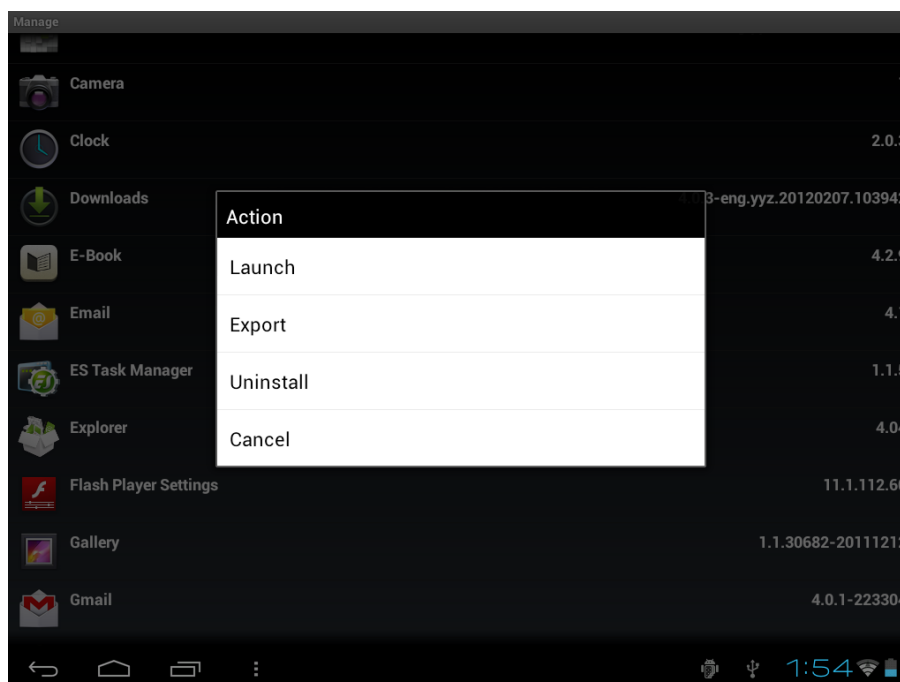 Manage
Camera
Clock 2.0.
Downloads 3-eng.yyz.20120207.10394
Action
E-Book 4.2.
Launch
Email 4.
Export
ES Task Manager 1.1.
Uninstall
Explorer 4.0
Cancel
Flash Player Settings 11.1.112.6
Gallery 1.1.30682-2011121
Gmail 4.0.1-22330
1:54